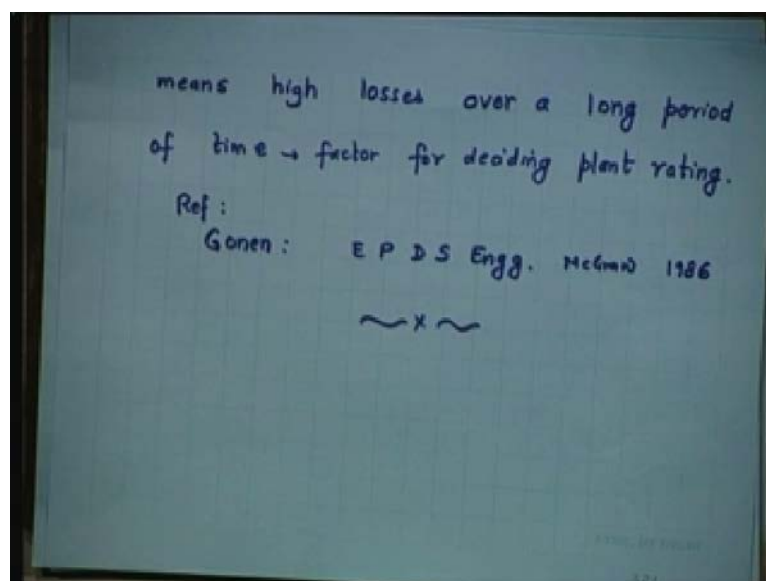 means high losses over a long period
of time → factor for deciding plant rating.
Ref :
Gonen : E P D S Engg. McGraw 1986
~x~